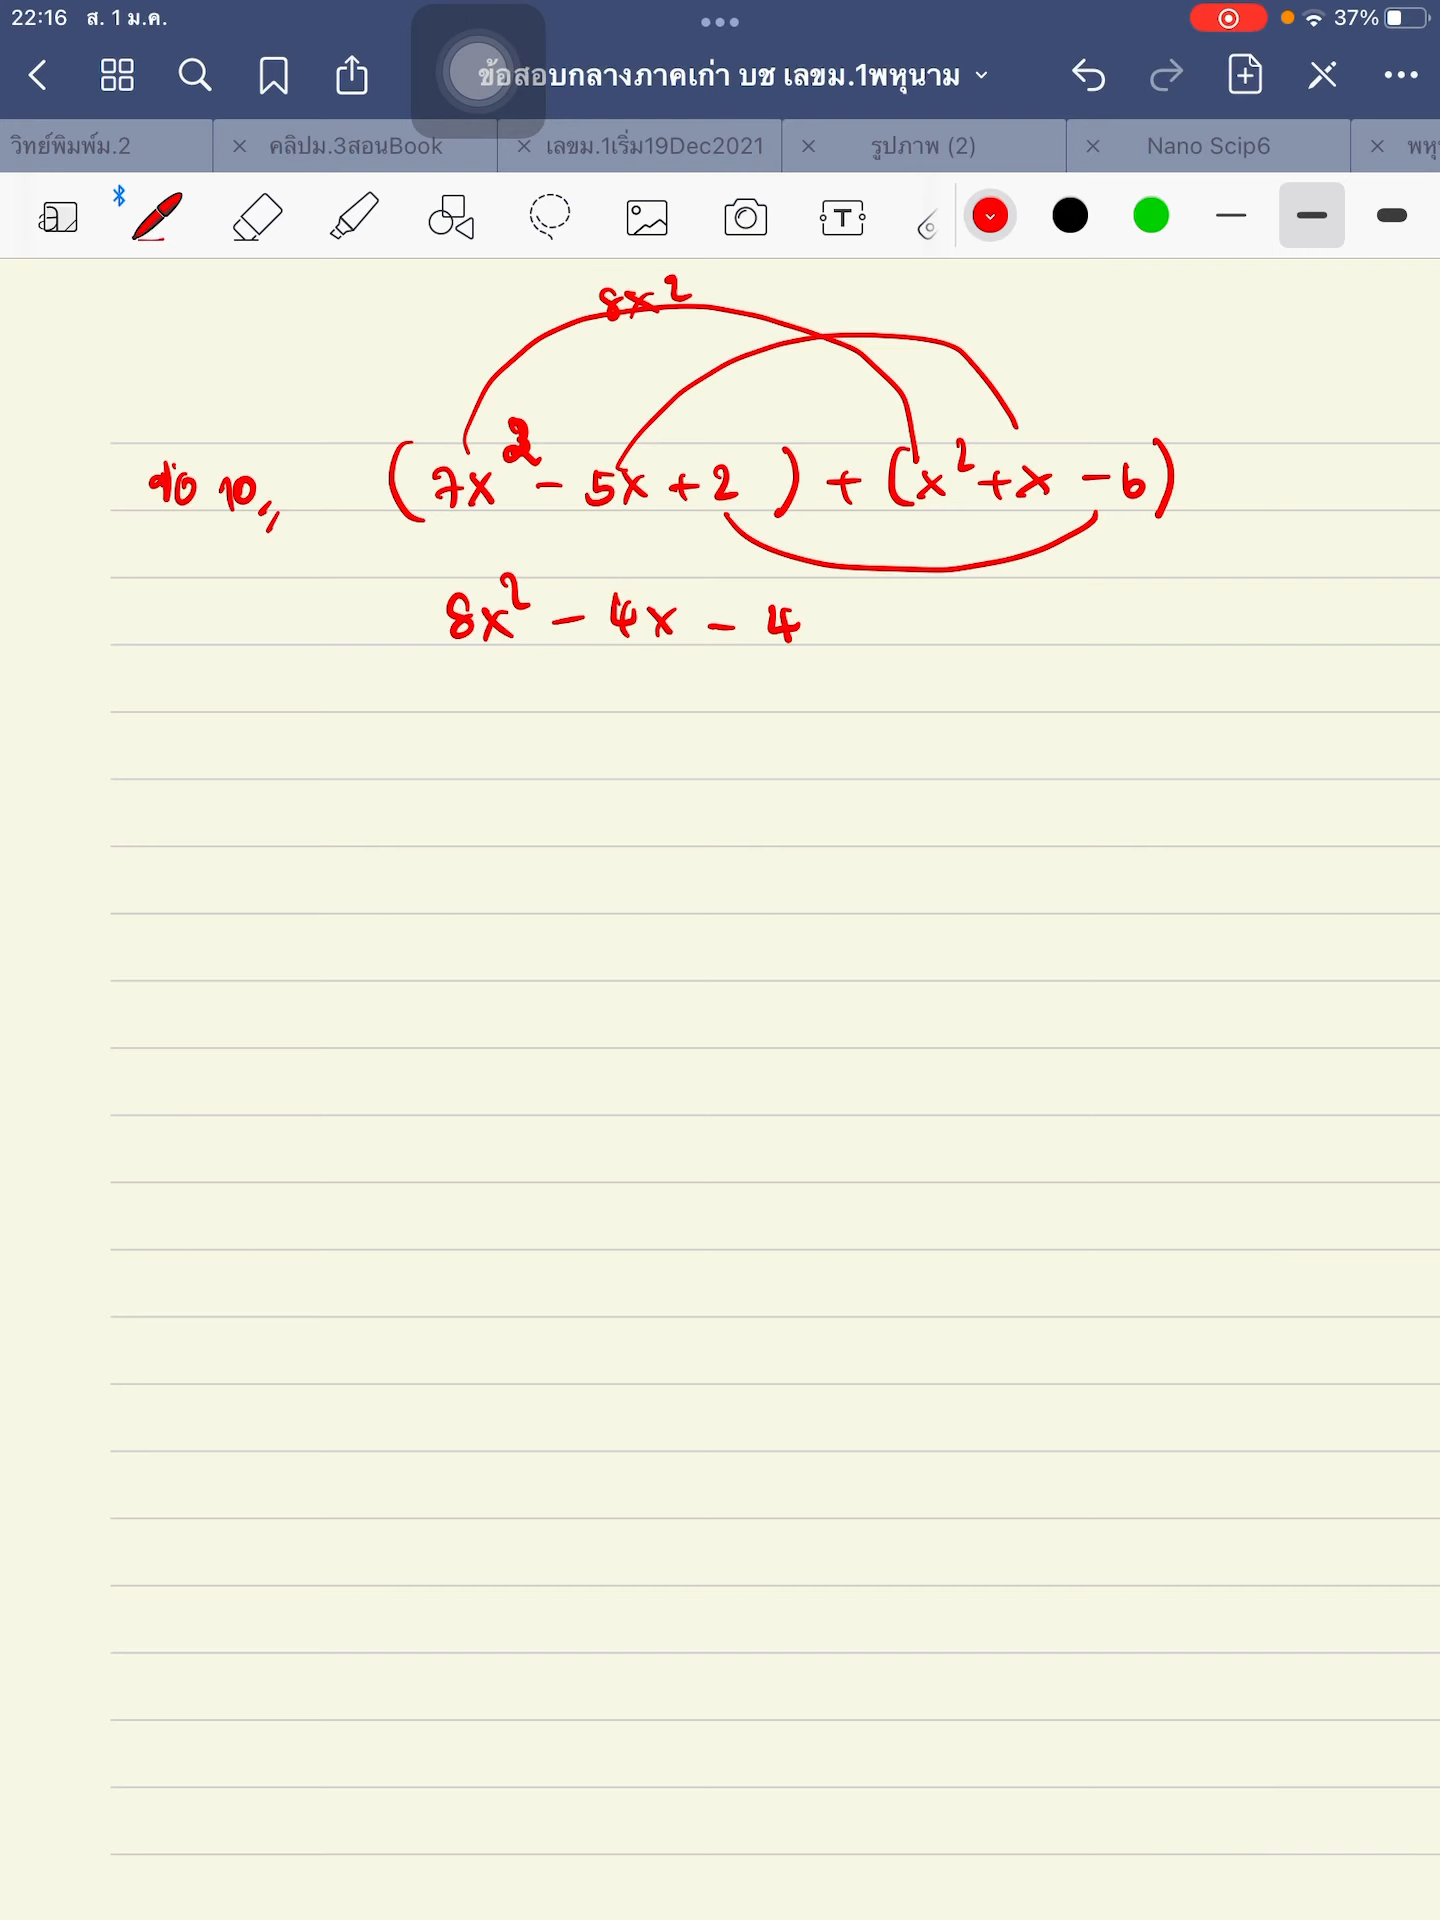 22:16 ส. 1 ม.ค. 37%
ข้อสอบกลางภาคเก่า บช เลขม.1พหุนาม
วิทย์พิมพ์ม.2 × คลิปม.3สอนBook × เลขม.1เริ่ม19Dec2021 × รูปภาพ (2) × Nano Scip6 × พหุ
T
8x²
ข้อ 10,, (7x² - 5x + 2) + (x² + x - 6)
8x² - 4x - 4